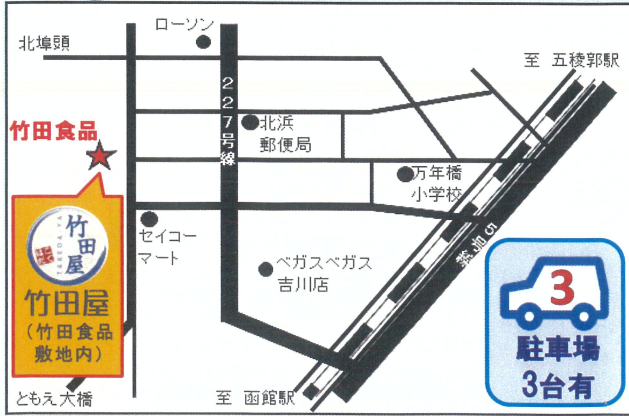 ローソン
北埠頭
至 五稜郭駅
227号線
竹田食品
北浜
郵便局
万年橋
小学校
竹田屋
TAKEDA YA
セイコー
マート
5号線
ベガスベガス
吉川店
竹田屋
(竹田食品
敷地内)
3
駐車場
3台有
ともえ大橋
至 函館駅